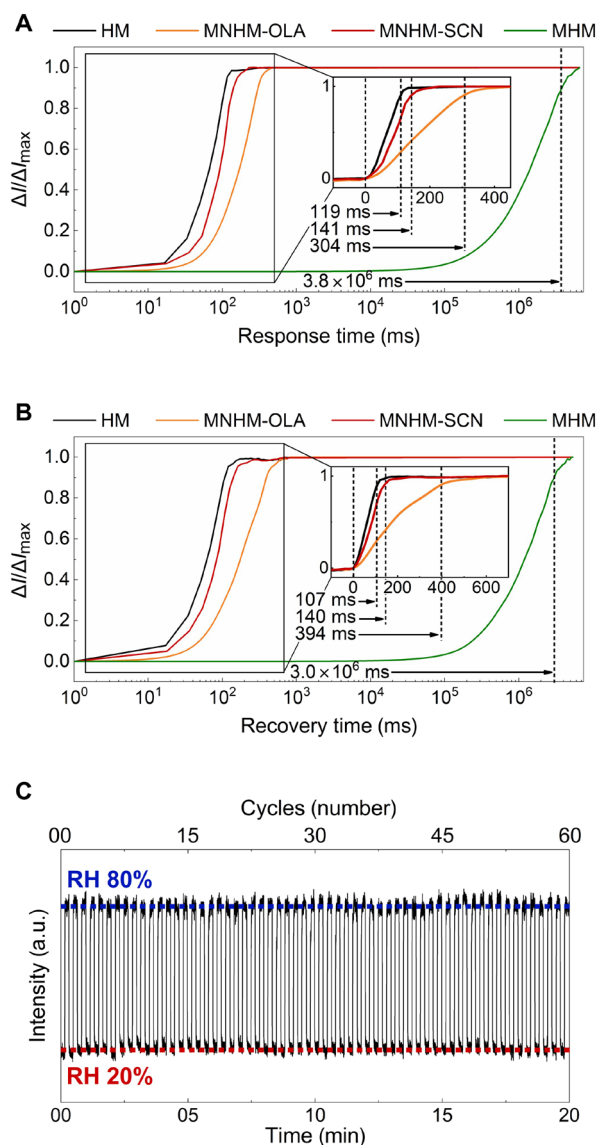 A
HM MNHM-OLA MNHM-SCN MHM
ΔI/ΔI_max
1.0
0.8
0.6
0.4
0.2
0.0
1
0
0 200 400
119 ms
141 ms
304 ms
3.8 × 10⁶ ms
10⁰ 10¹ 10² 10³ 10⁴ 10⁵ 10⁶
Response time (ms)
B
HM MNHM-OLA MNHM-SCN MHM
ΔI/ΔI_max
1.0
0.8
0.6
0.4
0.2
0.0
1
0
0 200 400 600
107 ms
140 ms
394 ms
3.0 × 10⁶ ms
10⁰ 10¹ 10² 10³ 10⁴ 10⁵ 10⁶
Recovery time (ms)
C
Cycles (number)
00 15 30 45 60
RH 80%
Intensity (a.u.)
RH 20%
00 05 10 15 20
Time (min)